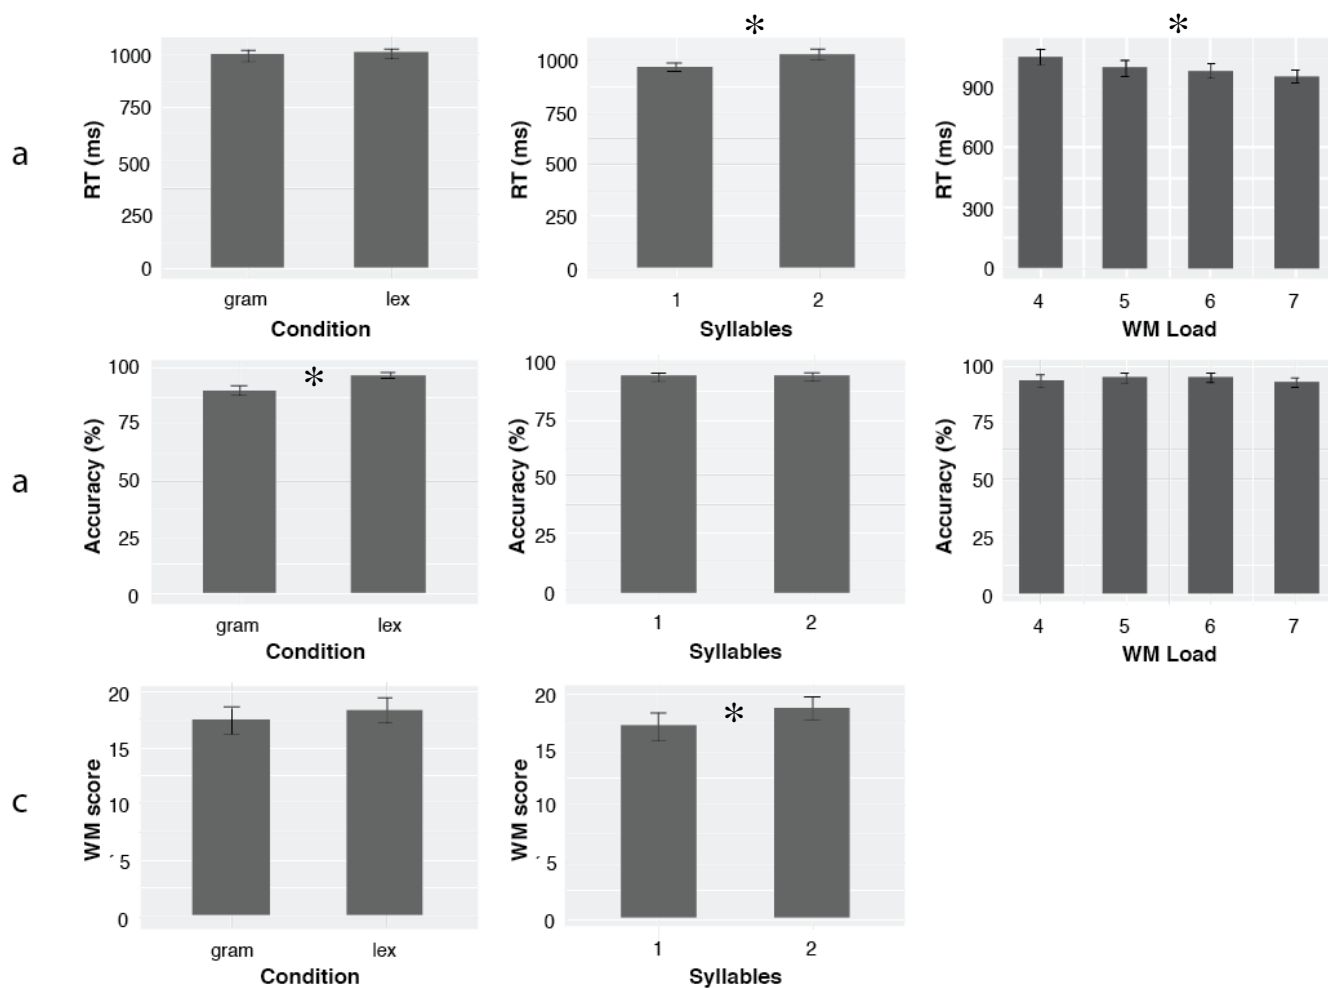 a
RT (ms)
1000
750
500
250
0
gram lex
Condition
*
RT (ms)
1000
750
500
250
0
1 2
Syllables
*
RT (ms)
900
600
300
0
4 5 6 7
WM Load
a
Accuracy (%)
100
75
50
25
0
*
gram lex
Condition
Accuracy (%)
100
75
50
25
0
1 2
Syllables
Accuracy (%)
100
75
50
25
0
4 5 6 7
WM Load
c
WM score
20
15
10
5
0
gram lex
Condition
WM score
20
15
10
5
0
*
1 2
Syllables